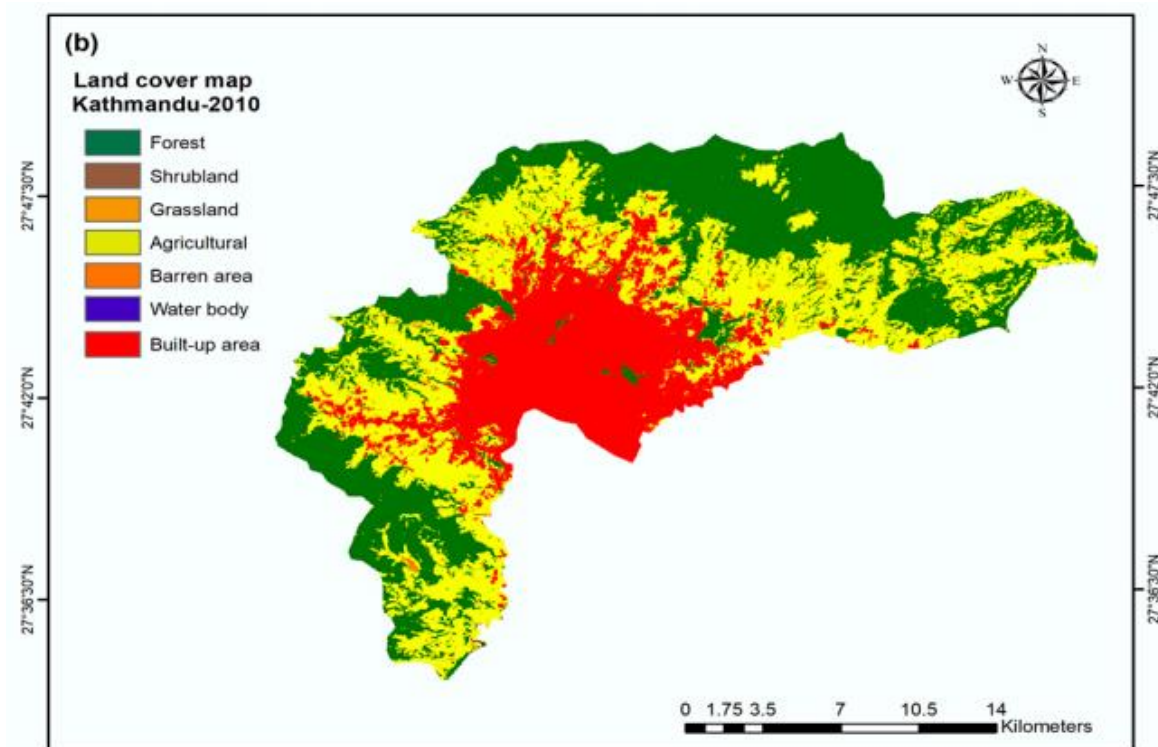 (b)
Land cover map
Kathmandu-2010
Forest
Shrubland
Grassland
Agricultural
Barren area
Water body
Built-up area
N
W E
S
27°47'30"N
27°47'30"N
27°42'0"N
27°42'0"N
27°36'30"N
27°36'30"N
0 1.75 3.5 7 10.5 14
Kilometers